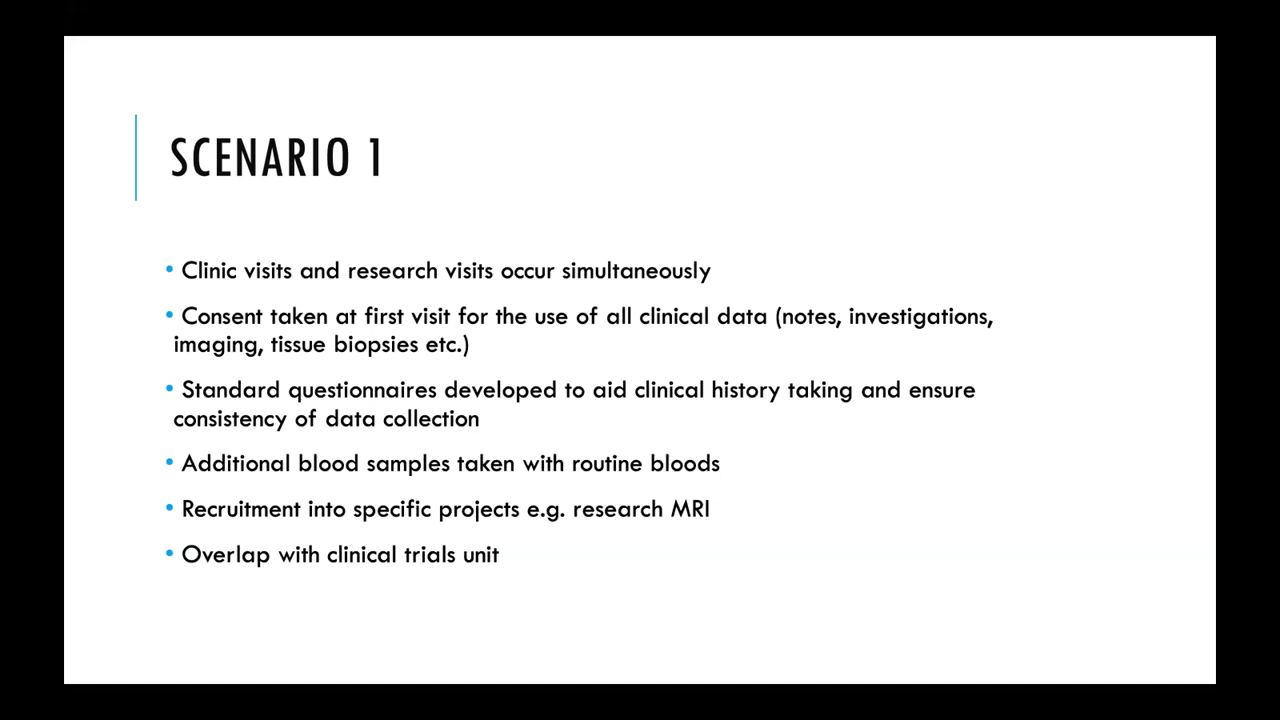 SCENARIO 1
• Clinic visits and research visits occur simultaneously
• Consent taken at first visit for the use of all clinical data (notes, investigations,
imaging, tissue biopsies etc.)
• Standard questionnaires developed to aid clinical history taking and ensure
consistency of data collection
• Additional blood samples taken with routine bloods
• Recruitment into specific projects e.g. research MRI
• Overlap with clinical trials unit